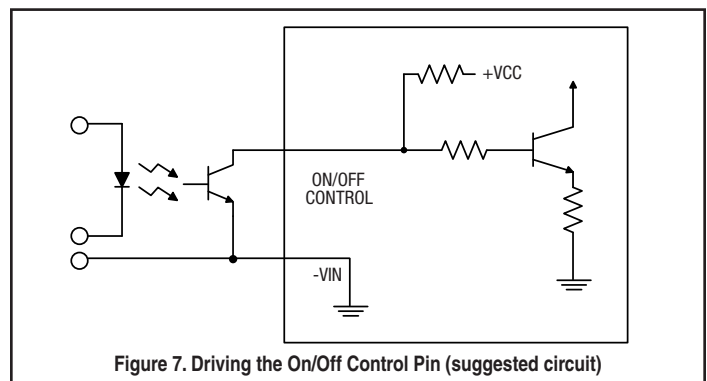 +VCC
ON/OFF
CONTROL
-VIN
Figure 7. Driving the On/Off Control Pin (suggested circuit)